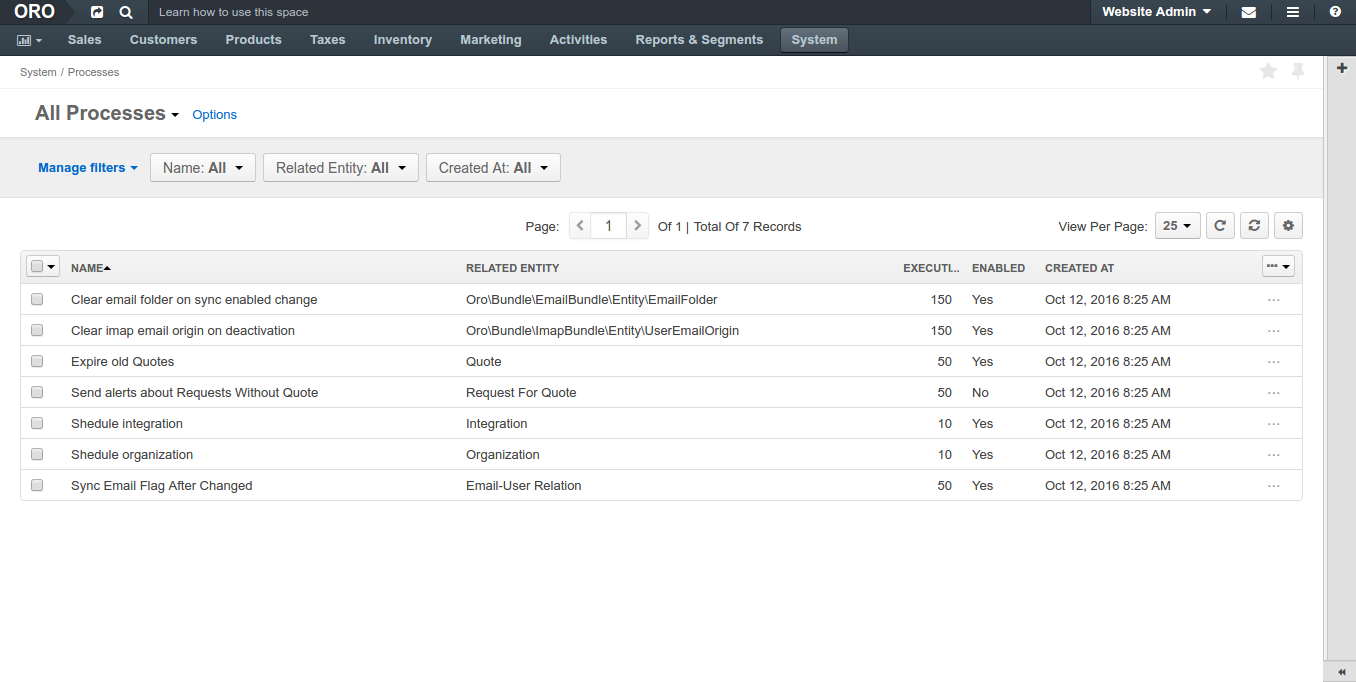 ORO Learn how to use this space Website Admin
Sales Customers Products Taxes Inventory Marketing Activities Reports & Segments System
System / Processes
All Processes Options
Manage filters Name: All Related Entity: All Created At: All
Page: 1 Of 1 | Total Of 7 Records View Per Page: 25
NAME RELATED ENTITY EXECUTI... ENABLED CREATED AT
Clear email folder on sync enabled change Oro\Bundle\EmailBundle\Entity\EmailFolder 150 Yes Oct 12, 2016 8:25 AM ...
Clear imap email origin on deactivation Oro\Bundle\ImapBundle\Entity\UserEmailOrigin 150 Yes Oct 12, 2016 8:25 AM ...
Expire old Quotes Quote 50 Yes Oct 12, 2016 8:25 AM ...
Send alerts about Requests Without Quote Request For Quote 50 No Oct 12, 2016 8:25 AM ...
Shedule integration Integration 10 Yes Oct 12, 2016 8:25 AM ...
Shedule organization Organization 10 Yes Oct 12, 2016 8:25 AM ...
Sync Email Flag After Changed Email-User Relation 50 Yes Oct 12, 2016 8:25 AM ...